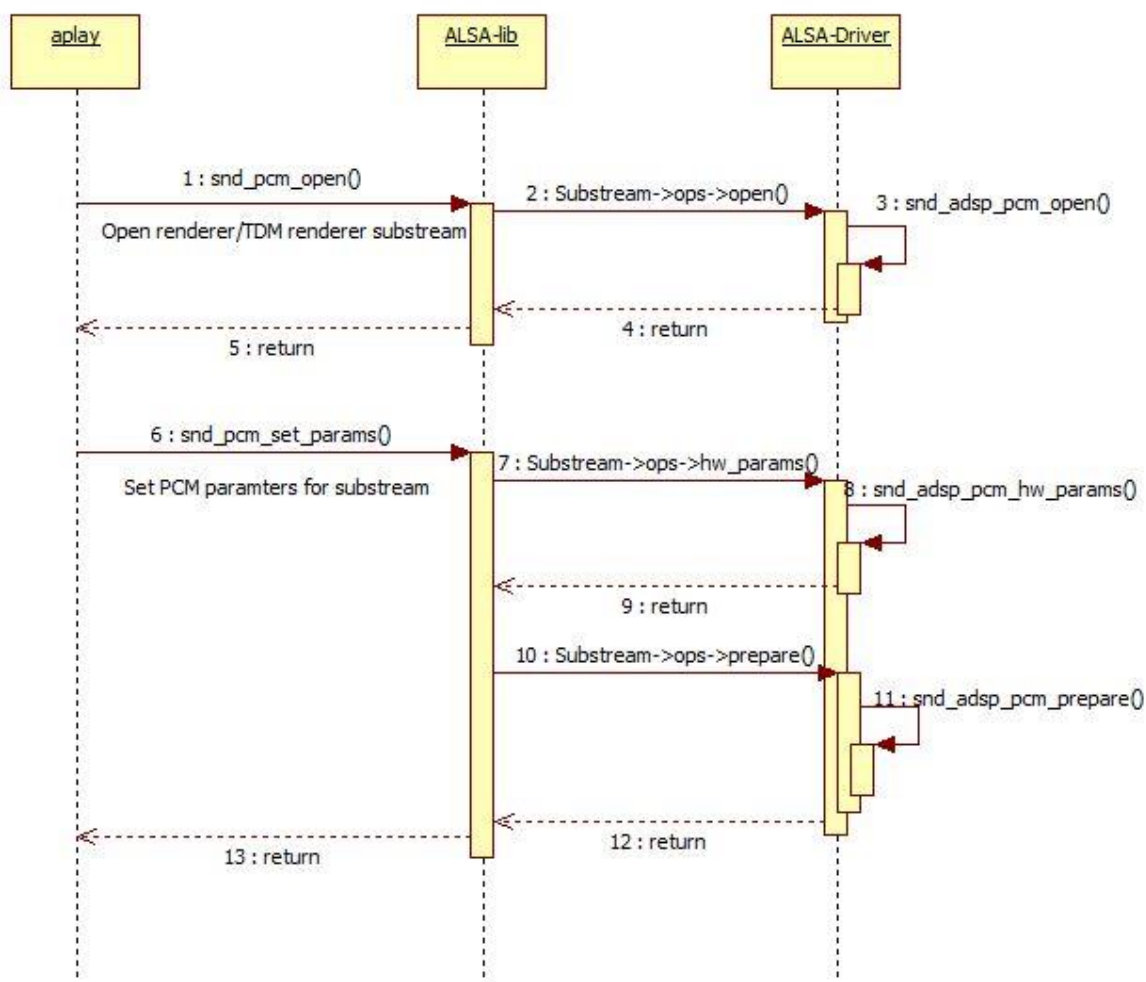 aplay
ALSA-lib
ALSA-Driver
1 : snd_pcm_open()
2 : Substream->ops->open()
3 : snd_adsp_pcm_open()
Open renderer/TDM renderer substream
4 : return
5 : return
6 : snd_pcm_set_params()
7 : Substream->ops->hw_params()
Set PCM paramters for substream
8 : snd_adsp_pcm_hw_params()
9 : return
10 : Substream->ops->prepare()
11 : snd_adsp_pcm_prepare()
12 : return
13 : return